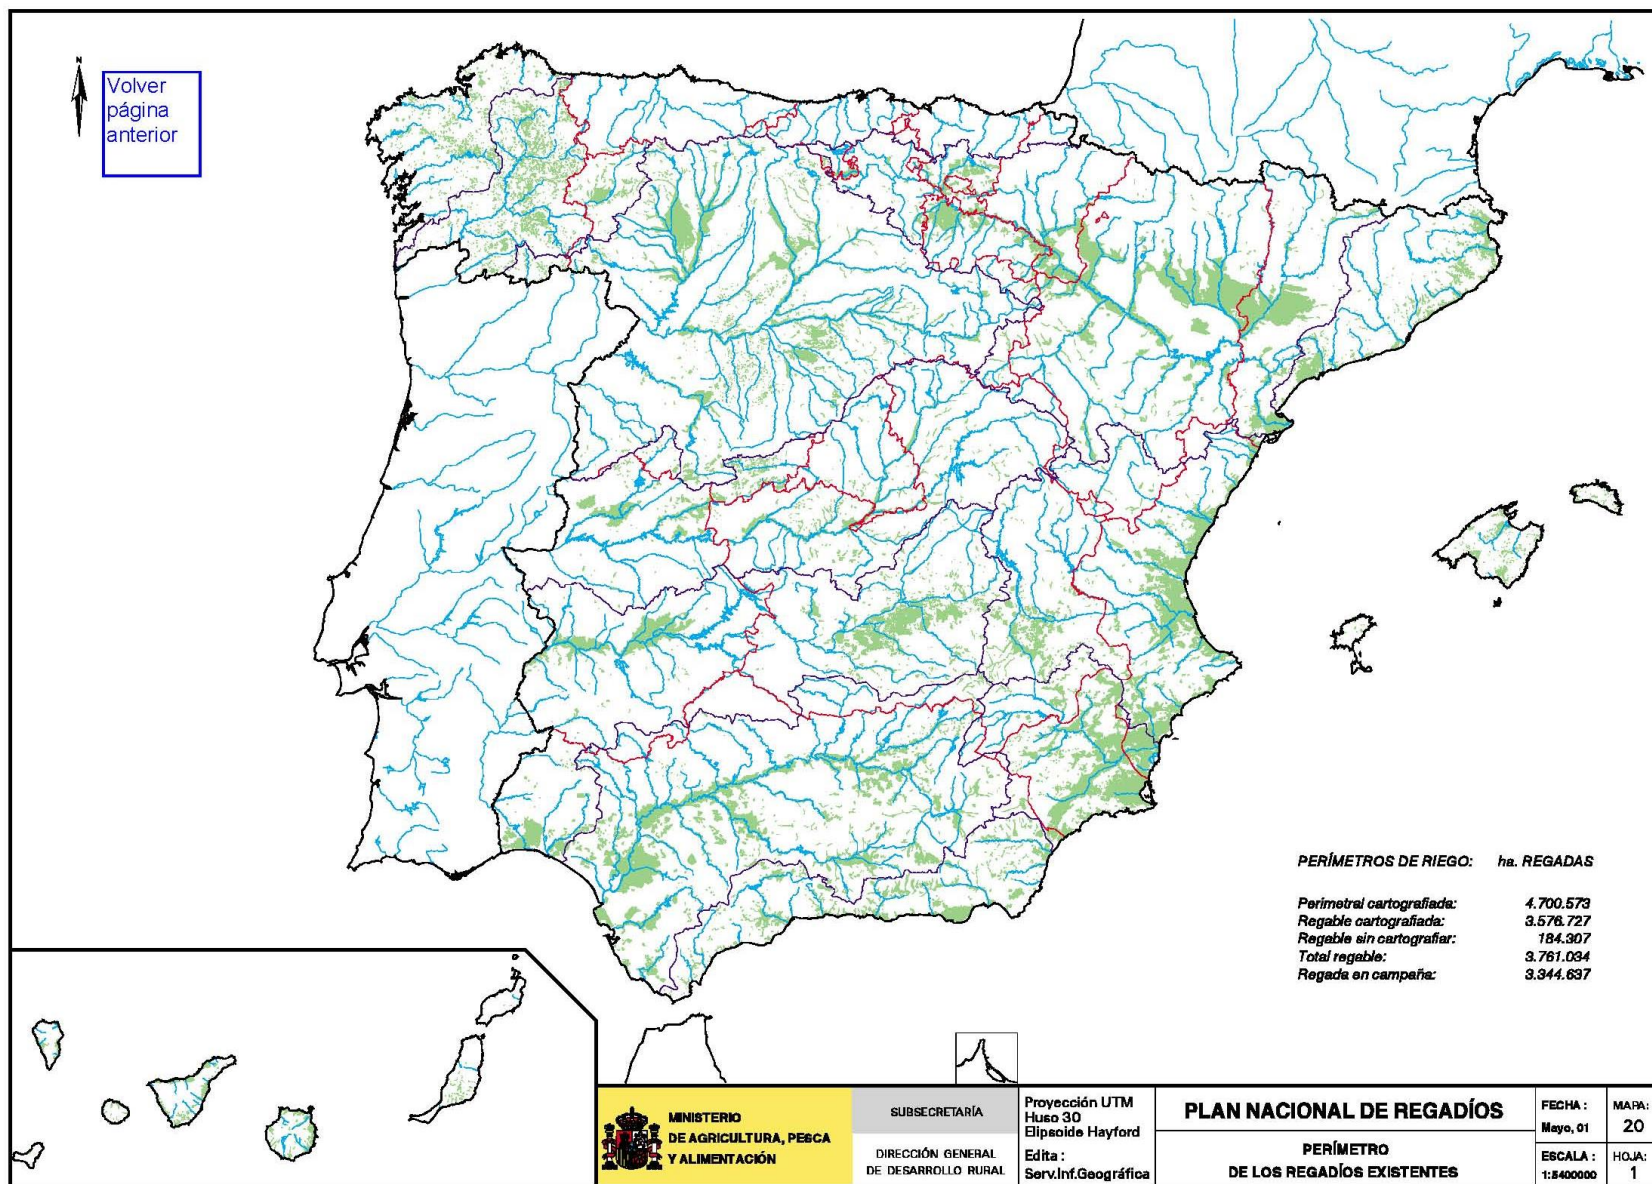 N
Volver
página
anterior
PERÍMETROS DE RIEGO: ha. REGADAS
Perimetral cartografiada: 4.700.573
Regable cartografiada: 3.576.727
Regable sin cartografiar: 184.307
Total regable: 3.761.034
Regada en campaña: 3.344.637
MINISTERIO
DE AGRICULTURA, PESCA
Y ALIMENTACIÓN
SUBSECRETARÍA
DIRECCIÓN GENERAL
DE DESARROLLO RURAL
Proyección UTM
Huso 30
Elipsoide Hayford
Edita :
Serv.Inf.Geográfica
PLAN NACIONAL DE REGADÍOS
PERÍMETRO
DE LOS REGADÍOS EXISTENTES
FECHA :
Mayo, 01
MAPA:
20
ESCALA :
1:5400000
HOJA:
1